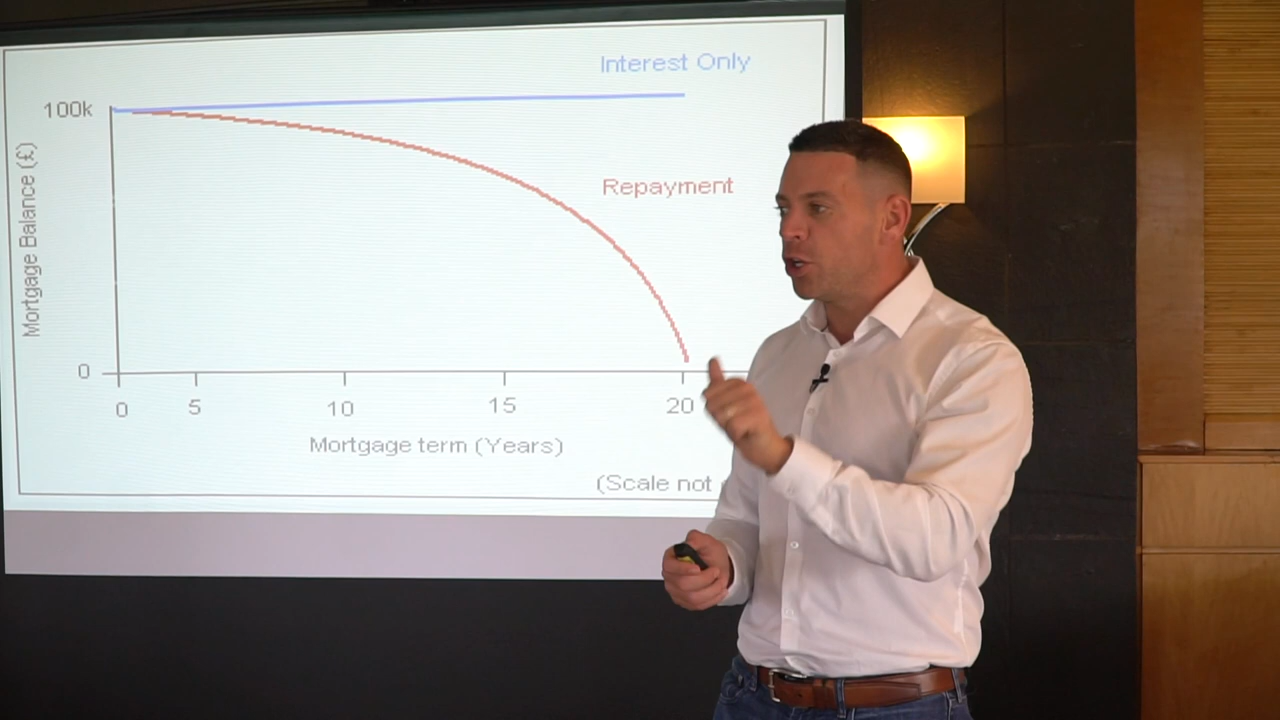 Interest Only
100k
Mortgage Balance (£)
Repayment
0
0 5 10 15 20
Mortgage term (Years)
(Scale not